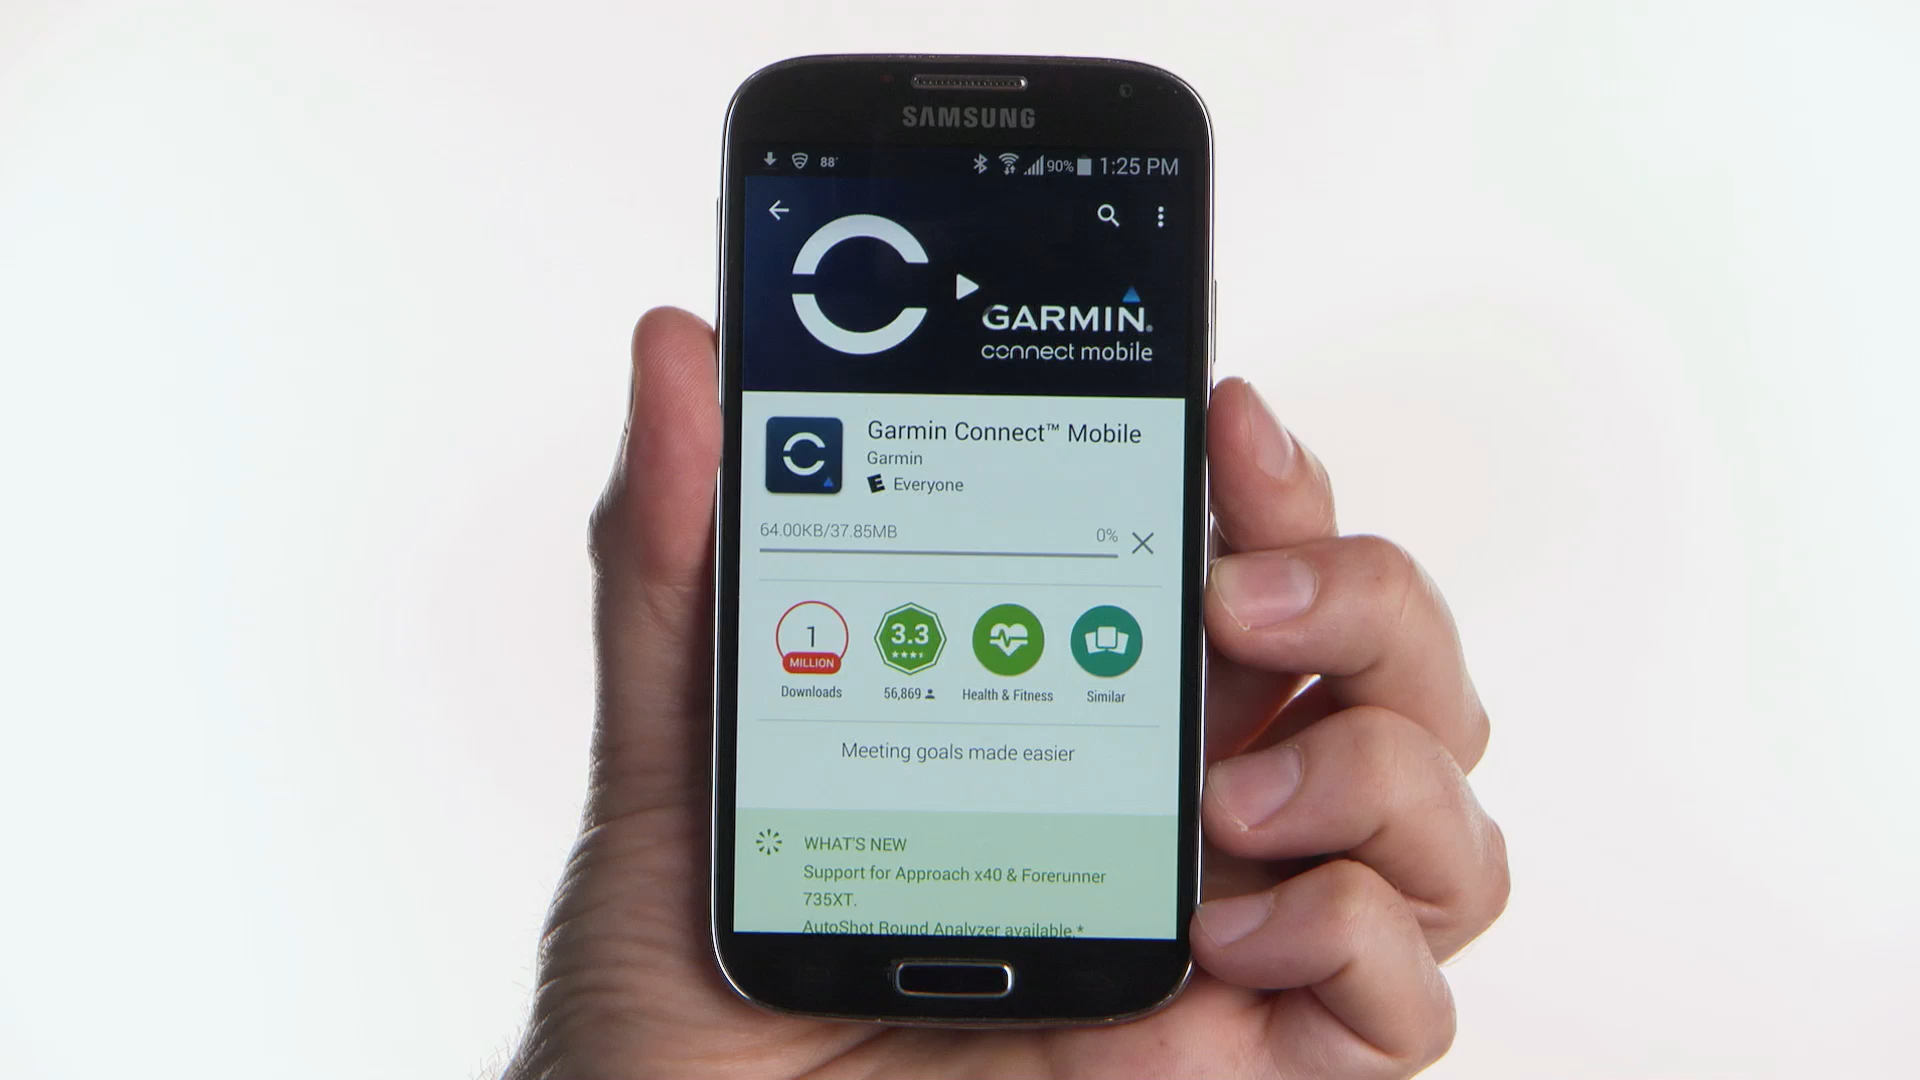 SAMSUNG
88°
90% 1:25 PM
GARMIN®
connect mobile
Garmin Connect™ Mobile
Garmin
E Everyone
64.00KB/37.85MB 0%
1
MILLION
3.3
Downloads 56,869 Health & Fitness Similar
Meeting goals made easier
WHAT'S NEW
Support for Approach x40 & Forerunner
735XT.
AutoShot Round Analyzer available.*